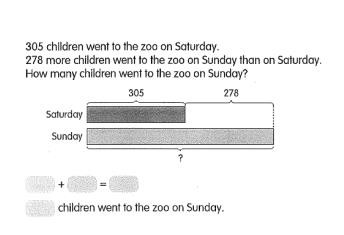 305 children went to the zoo on Saturday.
278 more children went to the zoo on Sunday than on Saturday.
How many children went to the zoo on Sunday?
305 278
Saturday
Sunday
?
+ =
children went to the zoo on Sunday.